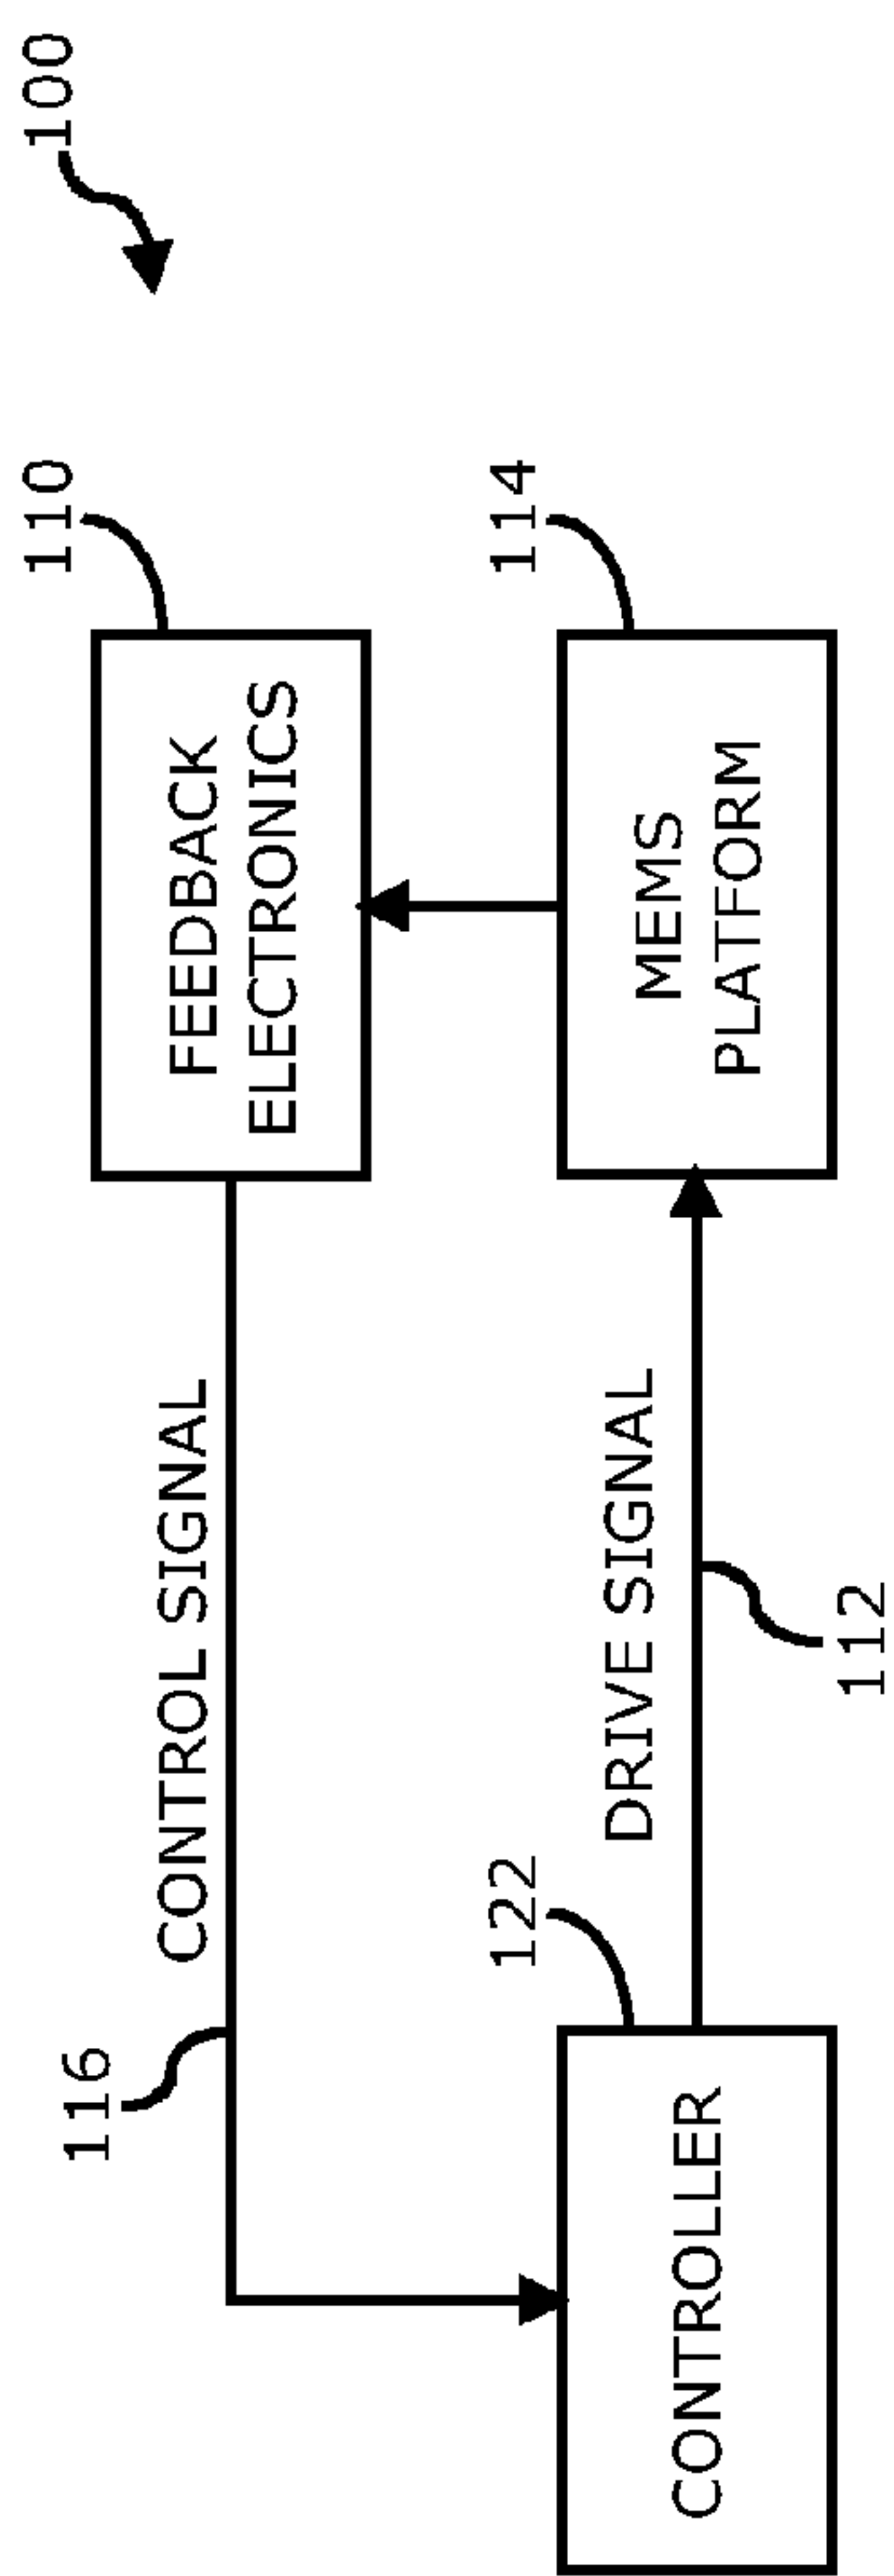 100
110
FEEDBACK
ELECTRONICS
CONTROL SIGNAL
116
114
MEMS
PLATFORM
DRIVE SIGNAL
112
122
CONTROLLER